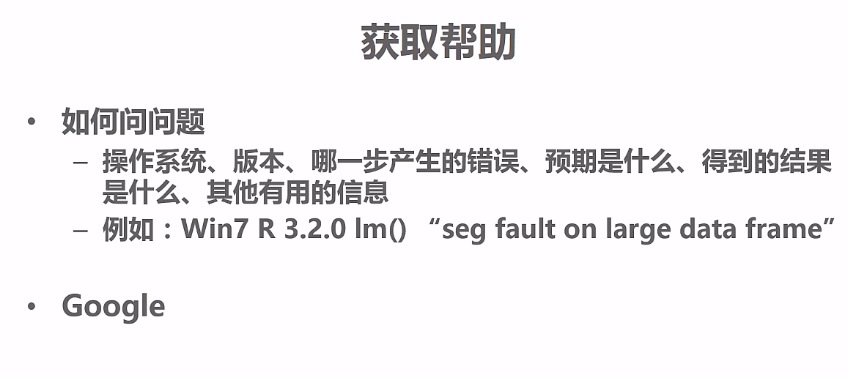 获取帮助
• 如何问问题
– 操作系统、版本、哪一步产生的错误、预期是什么、得到的结果
是什么、其他有用的信息
– 例如：Win7 R 3.2.0 lm() “seg fault on large data frame”
• Google